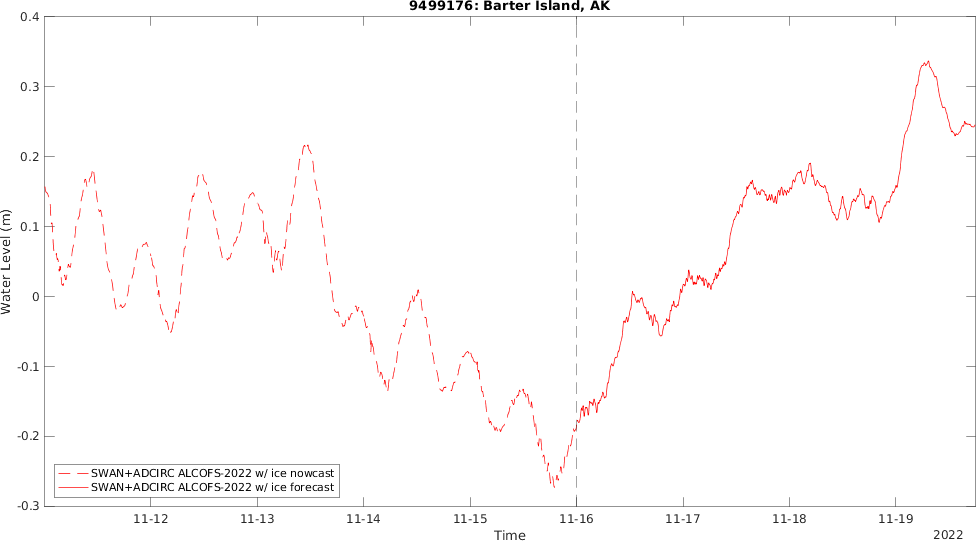 9499176: Barter Island, AK
0.4
0.3
0.2
0.1
0
-0.1
-0.2
-0.3
Water Level (m)
SWAN+ADCIRC ALCOFS-2022 w/ ice nowcast
SWAN+ADCIRC ALCOFS-2022 w/ ice forecast
11-12 11-13 11-14 11-15 11-16 11-17 11-18 11-19
Time
2022